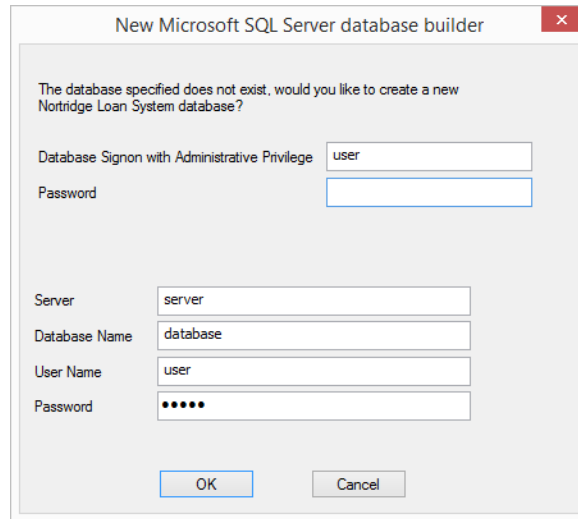 New Microsoft SQL Server database builder
The database specified does not exist, would you like to create a new
Nortridge Loan System database?
Database Signon with Administrative Privilege user
Password
Server server
Database Name database
User Name user
Password •••••
OK Cancel